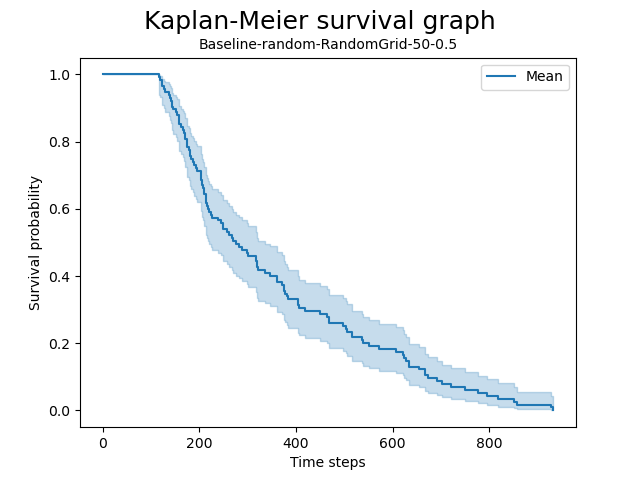 Kaplan-Meier survival graph
Baseline-random-RandomGrid-50-0.5
Mean
1.0
0.8
0.6
0.4
0.2
0.0
Survival probability
0 200 400 600 800
Time steps